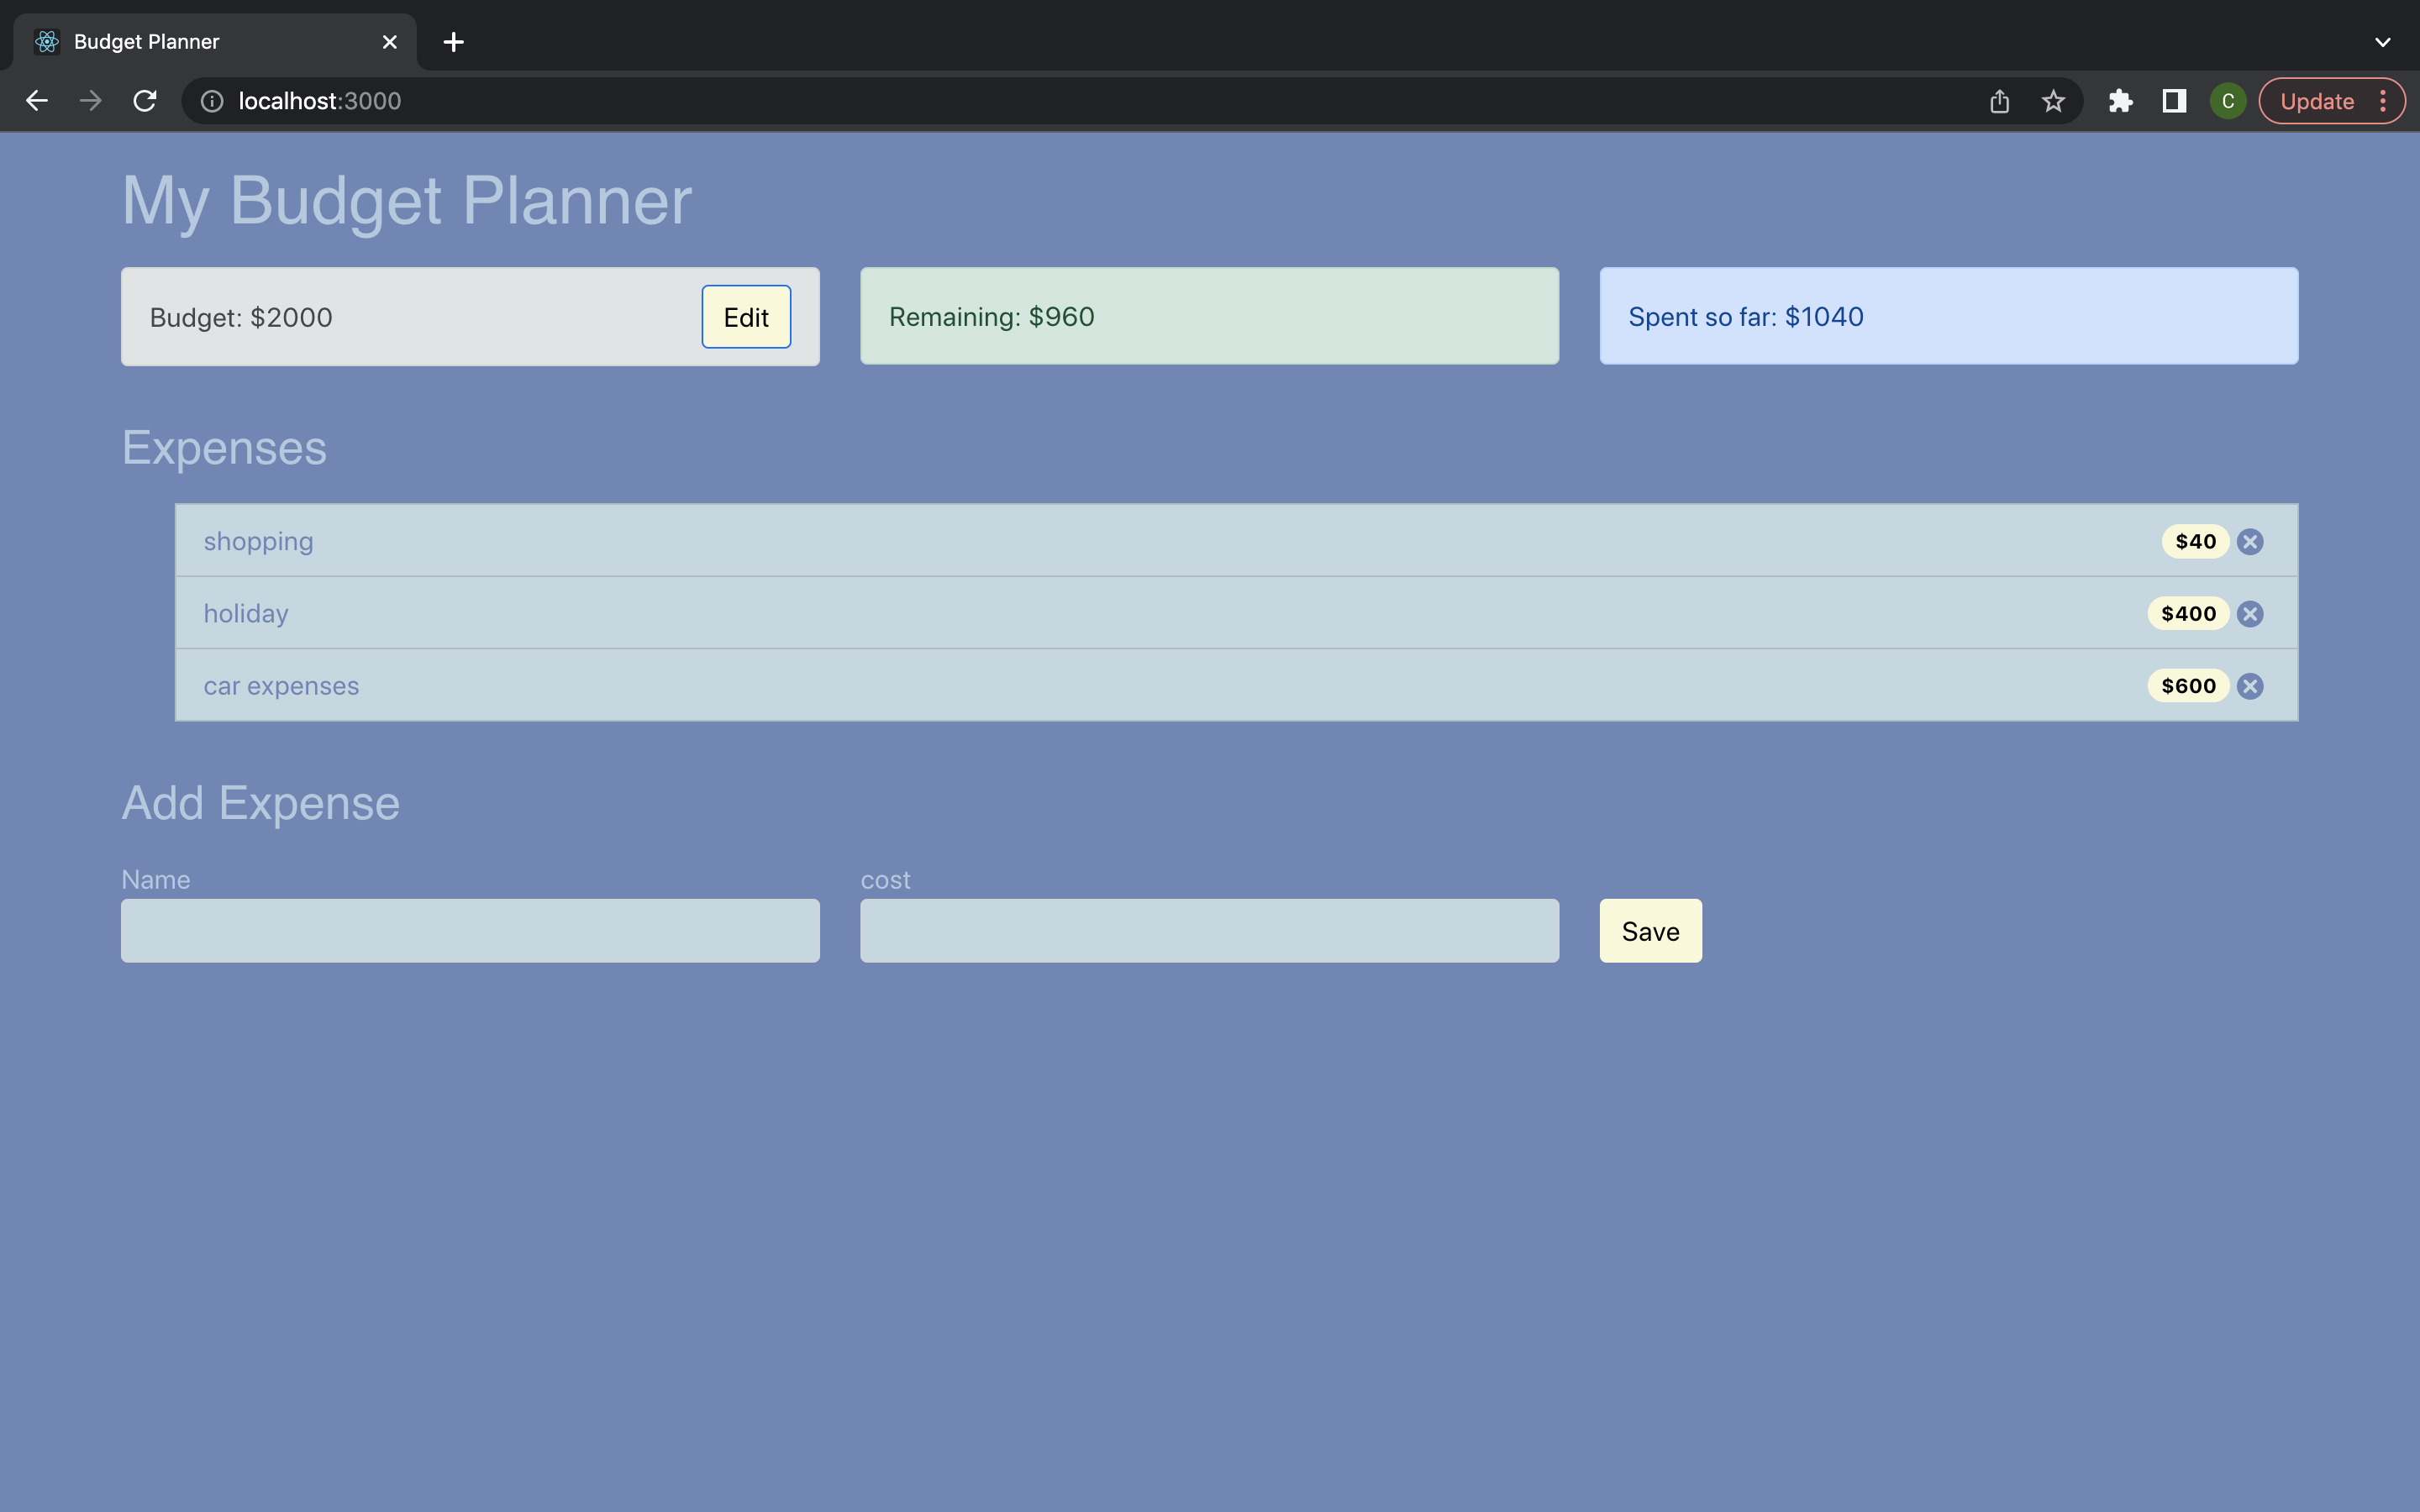 Budget Planner
localhost:3000
C
Update
My Budget Planner
Budget: $2000
Edit
Remaining: $960
Spent so far: $1040
Expenses
shopping
$40
holiday
$400
car expenses
$600
Add Expense
Name
cost
Save